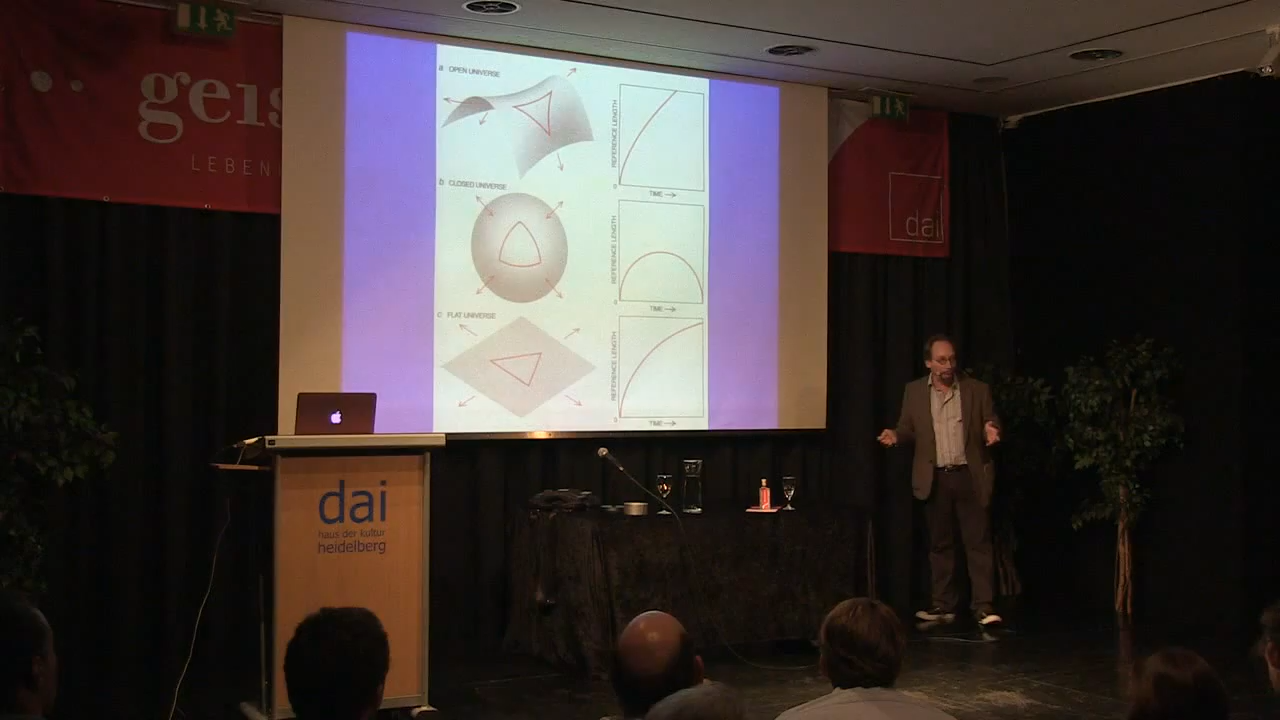 geis
LEBEN
a OPEN UNIVERSE
REFERENCE LENGTH
0
TIME →
b CLOSED UNIVERSE
REFERENCE LENGTH
0
TIME →
c FLAT UNIVERSE
REFERENCE LENGTH
0
TIME →
dai
dai
haus der kultur
heidelberg